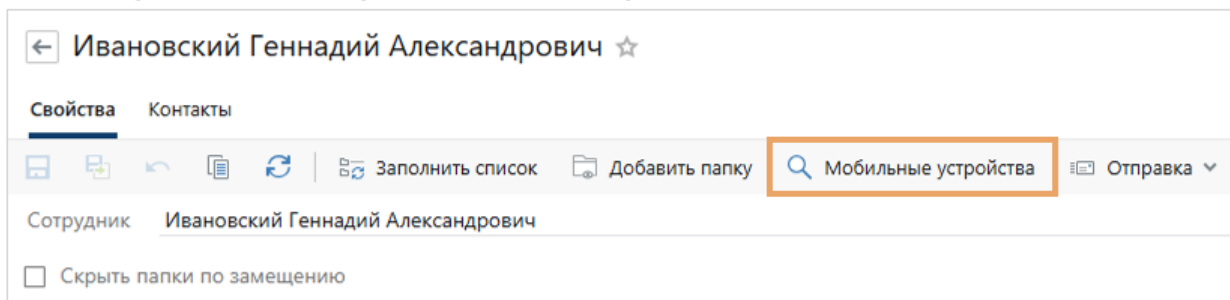 Ивановский Геннадий Александрович
Свойства Контакты
Заполнить список Добавить папку Мобильные устройства Отправка
Сотрудник Ивановский Геннадий Александрович
Скрыть папки по замещению